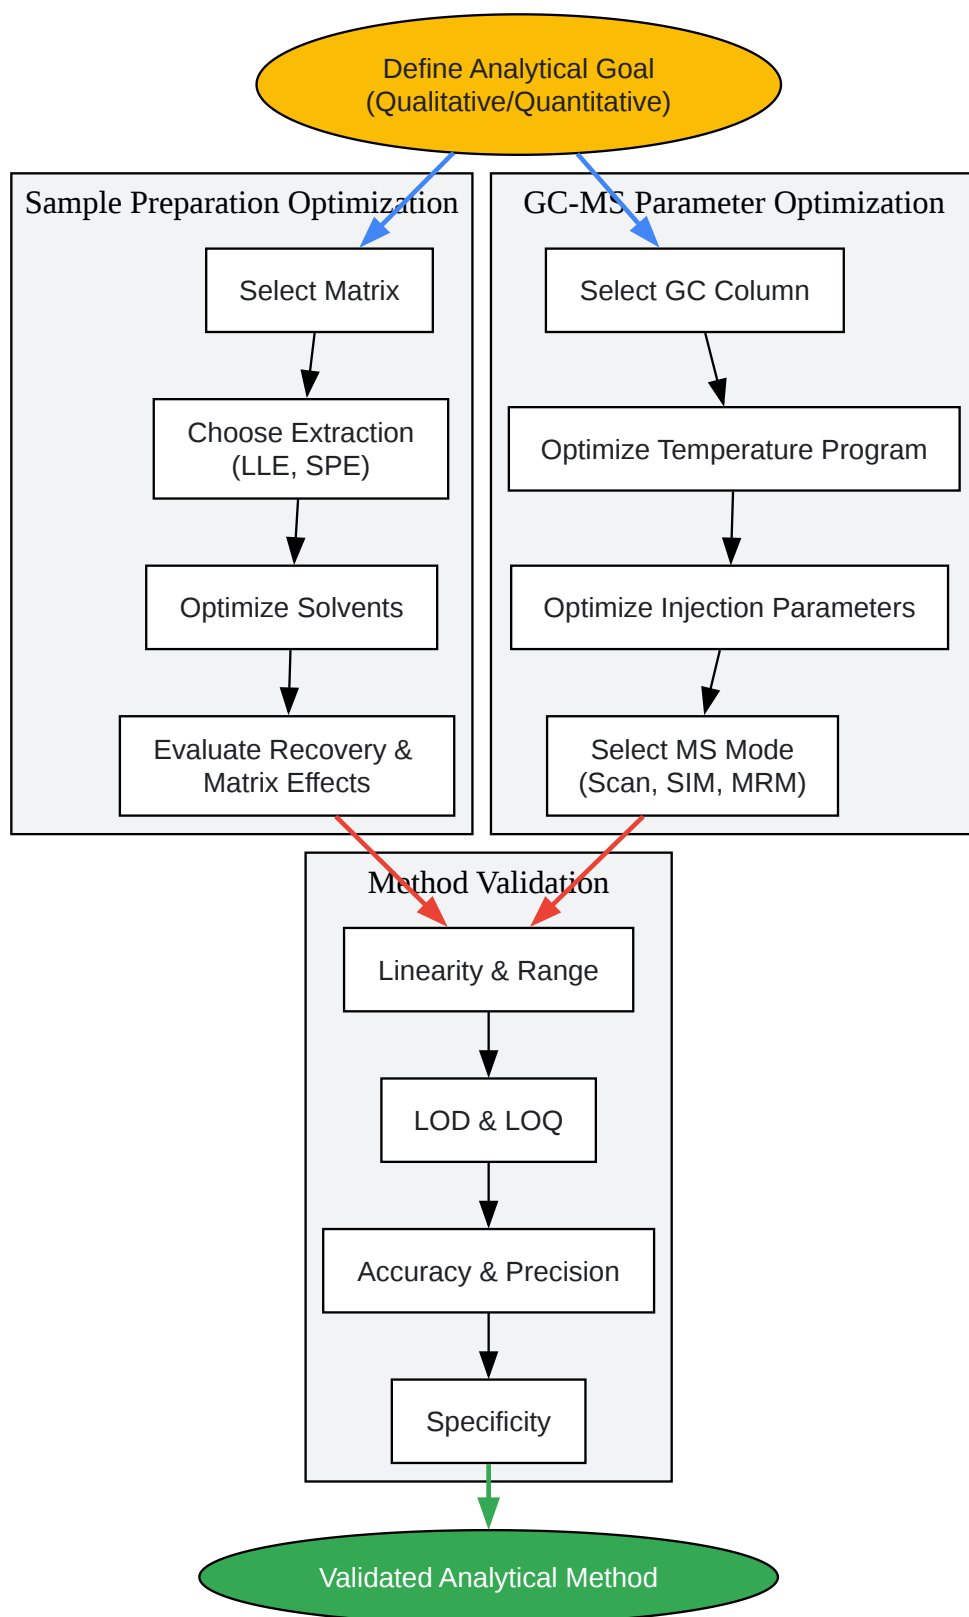 Define Analytical Goal
(Qualitative/Quantitative)
Sample Preparation Optimization
Select Matrix
Choose Extraction
(LLE, SPE)
Optimize Solvents
Evaluate Recovery &
Matrix Effects
GC-MS Parameter Optimization
Select GC Column
Optimize Temperature Program
Optimize Injection Parameters
Select MS Mode
(Scan, SIM, MRM)
Method Validation
Linearity & Range
LOD & LOQ
Accuracy & Precision
Specificity
Validated Analytical Method